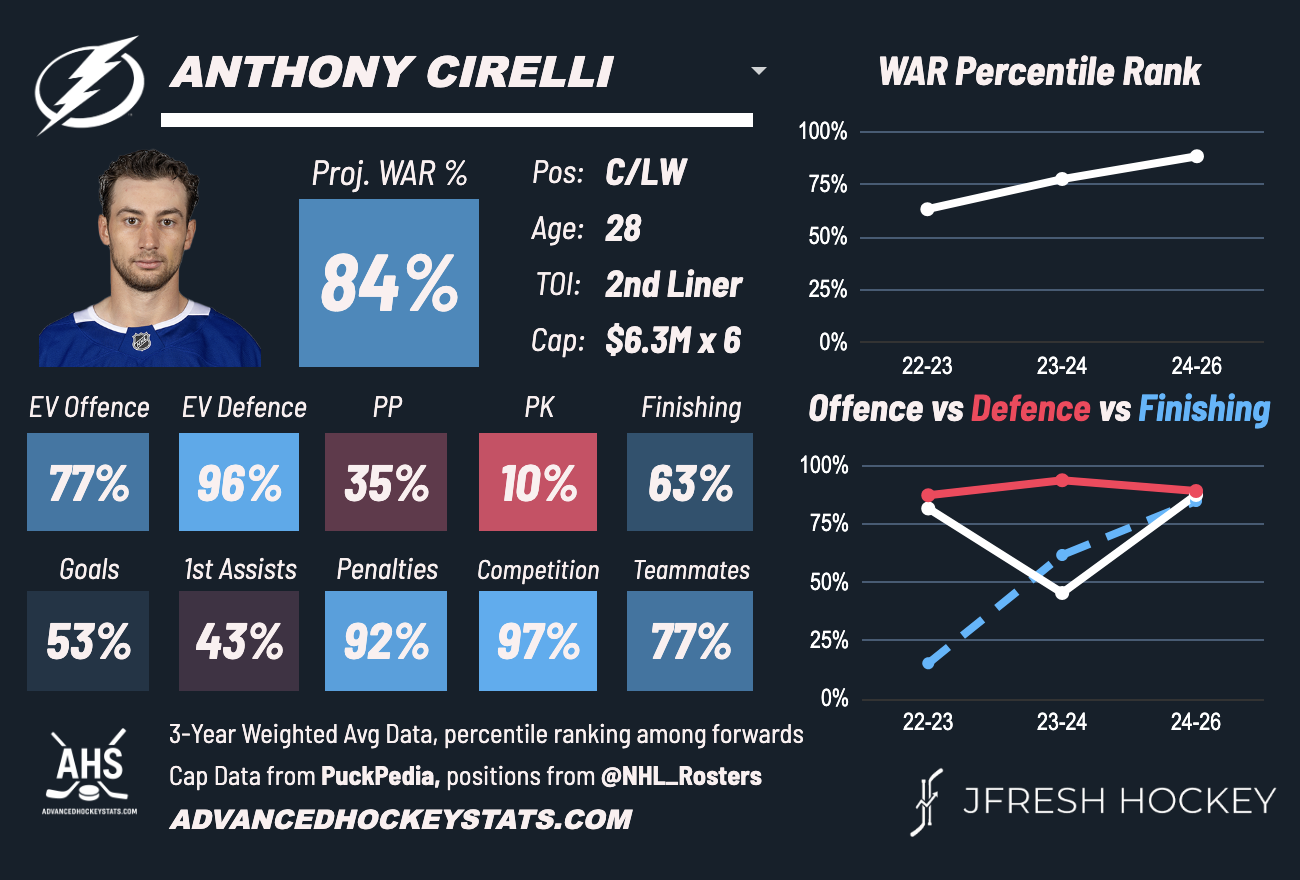 ANTHONY CIRELLI
Proj. WAR %
84%
Pos: C/LW
Age: 28
TOI: 2nd Liner
Cap: $6.3M x 6
EV Offence EV Defence PP PK Finishing
77% 96% 35% 10% 63%
Goals 1st Assists Penalties Competition Teammates
53% 43% 92% 97% 77%
WAR Percentile Rank
100%
75%
50%
25%
0%
22-23 23-24 24-26
Offence vs Defence vs Finishing
100%
75%
50%
25%
0%
22-23 23-24 24-26
AHS
ADVANCEDHOCKEYSTATS.COM
3-Year Weighted Avg Data, percentile ranking among forwards
Cap Data from PuckPedia, positions from @NHL_Rosters
ADVANCEDHOCKEYSTATS.COM
JFRESH HOCKEY